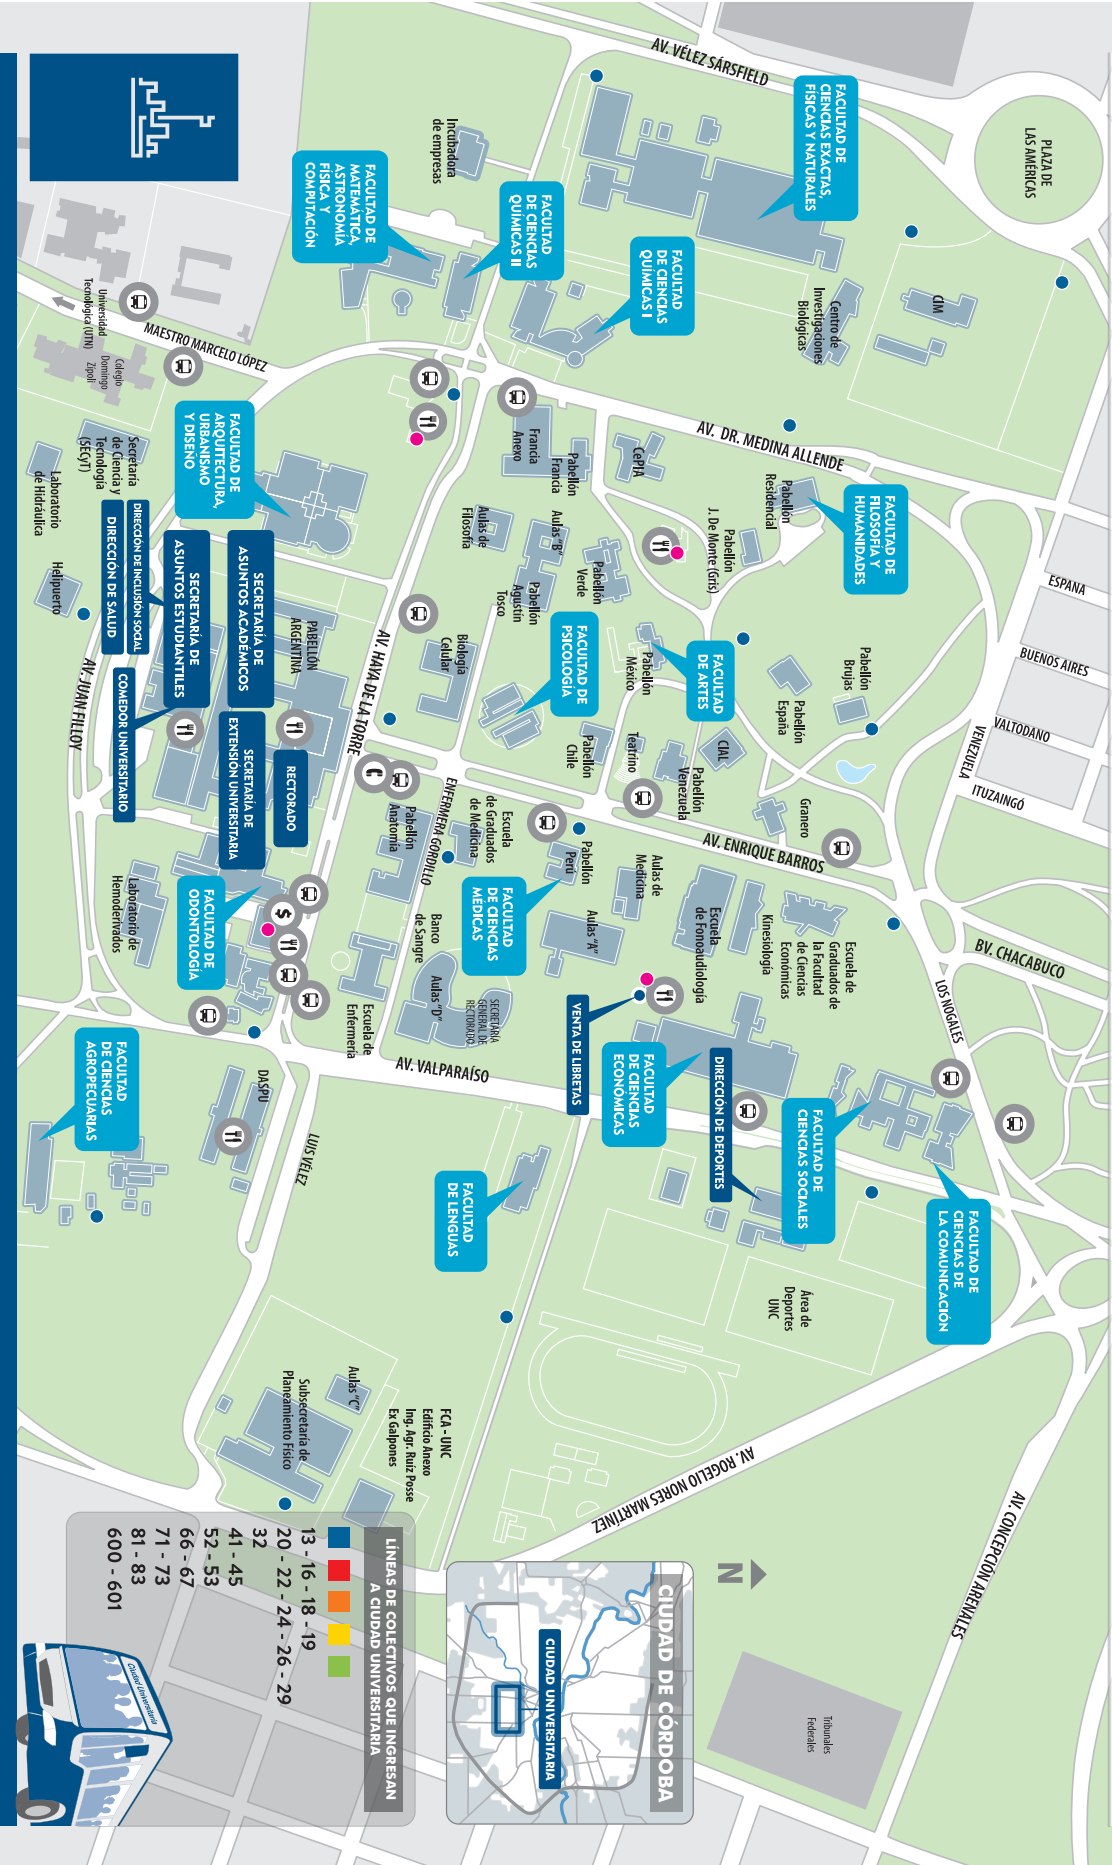 PLAZA DE
LAS AMÉRICAS
AV. VÉLEZ SÁRSFIELD
FACULTAD DE
CIENCIAS EXACTAS,
FÍSICAS Y NATURALES
Incubadora
de empresas
FACULTAD DE
MATEMÁTICA,
ASTRONOMÍA
FÍSICA Y
COMPUTACIÓN
FACULTAD
DE CIENCIAS
QUÍMICAS II
FACULTAD
DE CIENCIAS
QUÍMICAS I
Centro de
Investigaciones
Biológicas
CIM
Universidad
Tecnológica (UTN)
Colegio
Domingo
Zípoli
MAESTRO MARCELO LÓPEZ
AV. DR. MEDINA ALLENDE
FACULTAD DE
ARQUITECTURA,
URBANISMO
Y DISEÑO
Secretaría
de Ciencia y
Tecnología
(SECyT)
Laboratorio
de Hidráulica
Helipuerto
Francia
Anexo
Pabellón
Francia
CePIA
Pabellón
Residencial
FACULTAD DE
FILOSOFÍA Y
HUMANIDADES
Pabellón
J. De Monte (Gris)
Aulas de
Filosofía
Aulas "B"
Pabellón
Verde
Pabellón
Agustín
Tosco
ESPAÑA
BUENOS AIRES
VALTODANO
ITUZAINGÓ
VENEZUELA
DIRECCIÓN DE SALUD
DIRECCIÓN DE INCLUSIÓN SOCIAL
SECRETARÍA DE
ASUNTOS ESTUDIANTILES
SECRETARÍA DE
ASUNTOS ACADÉMICOS
PABELLÓN
ARGENTINA
AV. HAYA DE LA TORRE
Biología
Celular
FACULTAD DE
PSICOLOGÍA
FACULTAD
DE ARTES
Pabellón
México
Pabellón
Brujas
Pabellón
España
CIAL
Pabellón
Chile
Teatrino
Pabellón
Venezuela
Granero
AV. JUAN FILLOY
COMEDOR UNIVERSITARIO
SECRETARÍA DE
EXTENSIÓN UNIVERSITARIA
RECTORADO
ENFERMERA GORDILLO
Pabellón
Anatomía
Escuela
de Graduados
de Medicina
Pabellón
Perú
Aulas de
Medicina
AV. ENRIQUE BARROS
Laboratorio de
Hemoderivados
FACULTAD DE
ODONTOLOGÍA
$
FACULTAD
DE CIENCIAS
MÉDICAS
Banco
de Sangre
Aulas "A"
Escuela
de Fonoaudiología
Kinesiología
Escuela de
Graduados de
la Facultad
de Ciencias
Económicas
BV. CHACABUCO
LOS NOGALES
Escuela de
Enfermería
Aulas "D"
SECRETARÍA
GENERAL DE
RECTORADO
VENTA DE LIBRETAS
FACULTAD
DE CIENCIAS
ECONÓMICAS
DIRECCIÓN DE DEPORTES
FACULTAD DE
CIENCIAS SOCIALES
FACULTAD DE
CIENCIAS DE
LA COMUNICACIÓN
AV. VALPARAÍSO
FACULTAD
DE CIENCIAS
AGROPECUARIAS
DASPU
LUIS VÉLEZ
FACULTAD
DE LENGUAS
Área de
Deportes
UNC
Aulas "C"
Subsecretaría de
Planeamiento Físico
FCA - UNC
Edificio Anexo
Ing. Agr. Ruiz Posse
Ex Galpones
AV. ROGELIO NORES MARTÍNEZ
AV. CONCEPCIÓN ARENALES
Tribunales
Federales
N
CIUDAD DE CÓRDOBA
CIUDAD UNIVERSITARIA
LÍNEAS DE COLECTIVOS QUE INGRESAN
A CIUDAD UNIVERSITARIA
13 - 16 - 18 - 19
20 - 22 - 24 - 26 - 29
32
41 - 45
52 - 53
66 - 67
71 - 73
81 - 83
600 - 601
Ciudad Universitaria